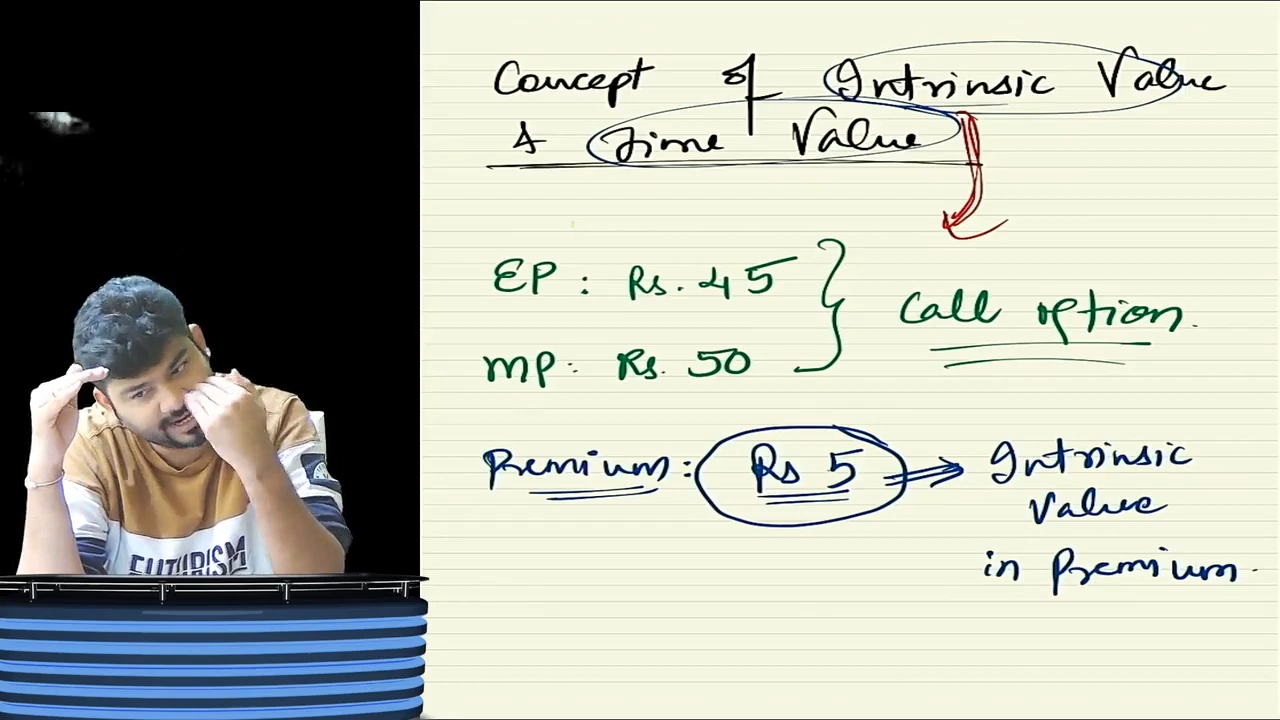 Concept of Intrinsic Value
& Time Value
EP : Rs. 45
MP : Rs. 50
Call option.
Premium : Rs 5 ⇒ Intrinsic
Value
in Premium.
FUTURISM